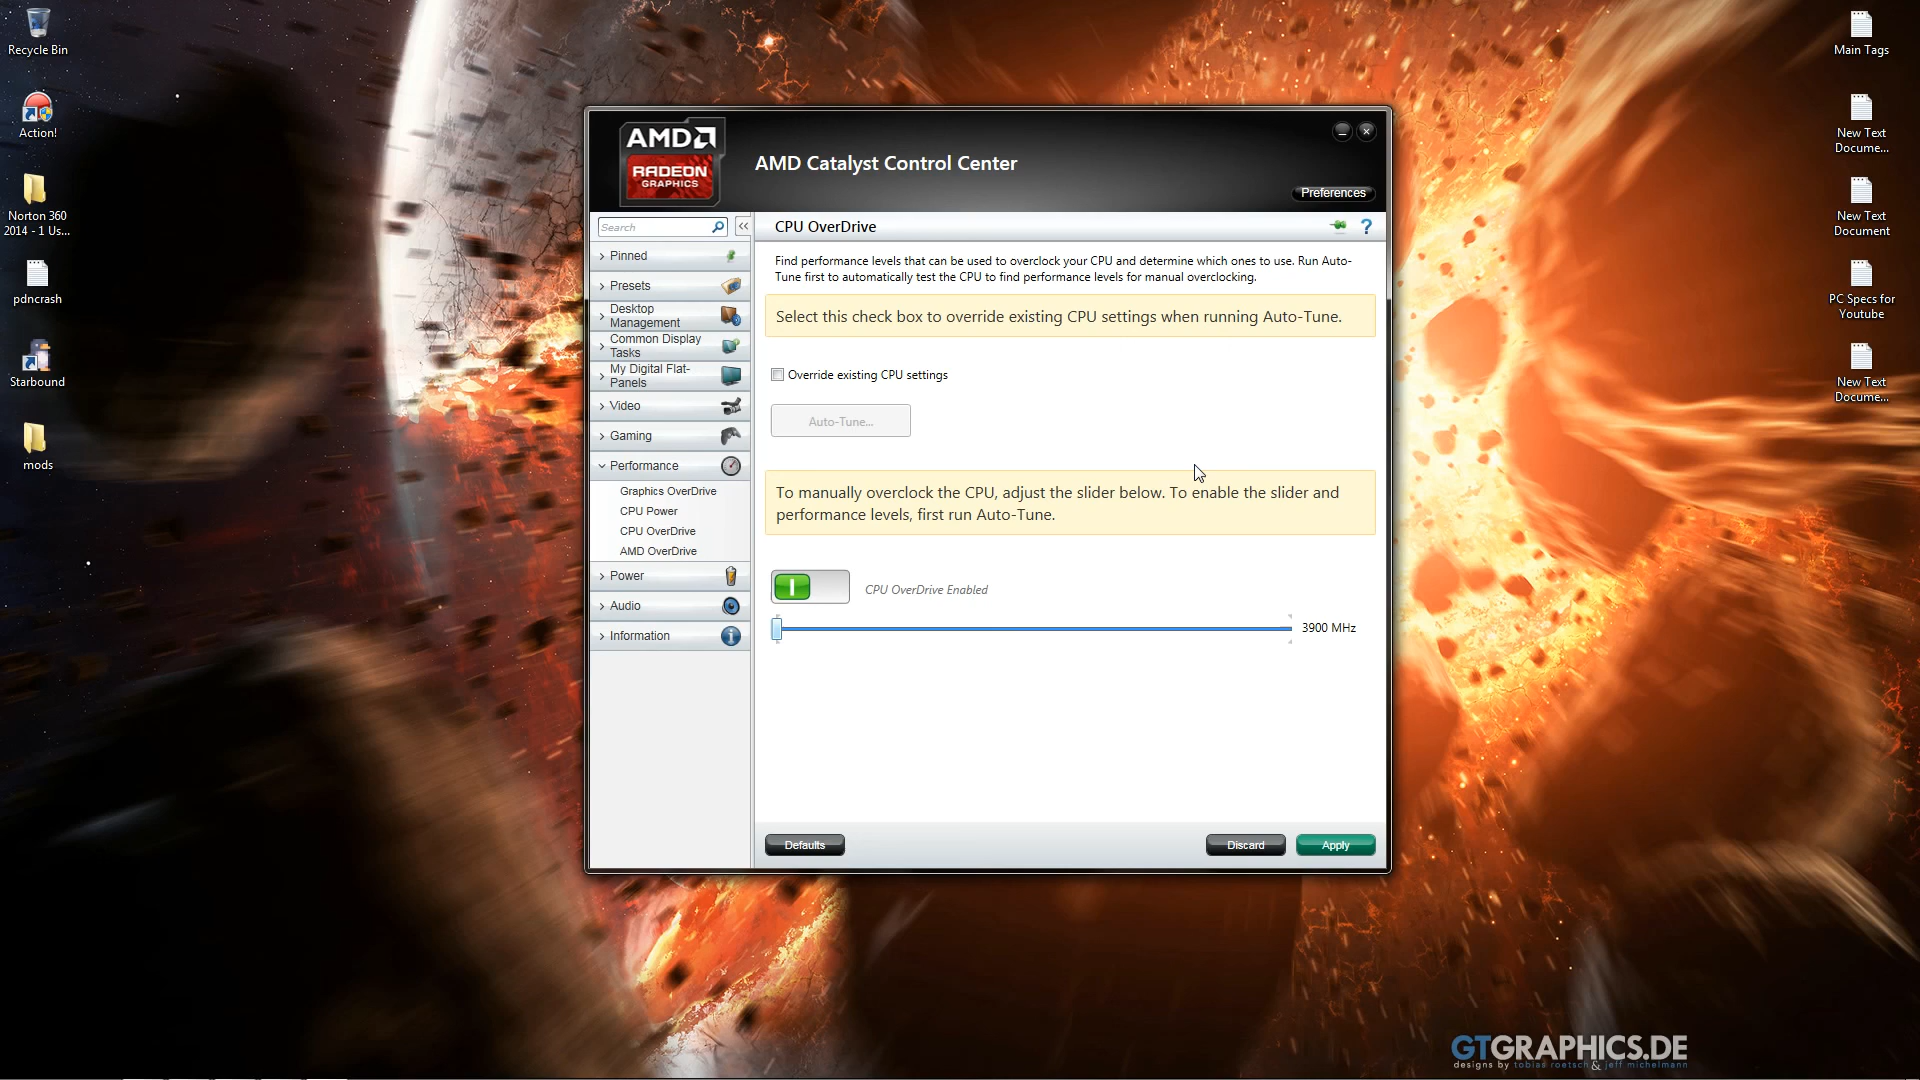 Recycle Bin
Action!
Norton 360
2014 - 1 Us...
pdncrash
Starbound
mods
AMD
RADEON
GRAPHICS
AMD Catalyst Control Center
Preferences
Search
Pinned
Presets
Desktop
Management
Common Display
Tasks
My Digital Flat-
Panels
Video
Gaming
Performance
Graphics OverDrive
CPU Power
CPU OverDrive
AMD OverDrive
Power
Audio
Information
CPU OverDrive
Find performance levels that can be used to overclock your CPU and determine which ones to use. Run Auto-
Tune first to automatically test the CPU to find performance levels for manual overclocking.
Select this check box to override existing CPU settings when running Auto-Tune.
Override existing CPU settings
Auto-Tune...
To manually overclock the CPU, adjust the slider below. To enable the slider and
performance levels, first run Auto-Tune.
CPU OverDrive Enabled
3900 MHz
Defaults
Discard
Apply
Main Tags
New Text
Docume...
New Text
Document
PC Specs for
Youtube
New Text
Docume...
GTGRAPHICS.DE
designs by tobias roetsch & jeff michelmann